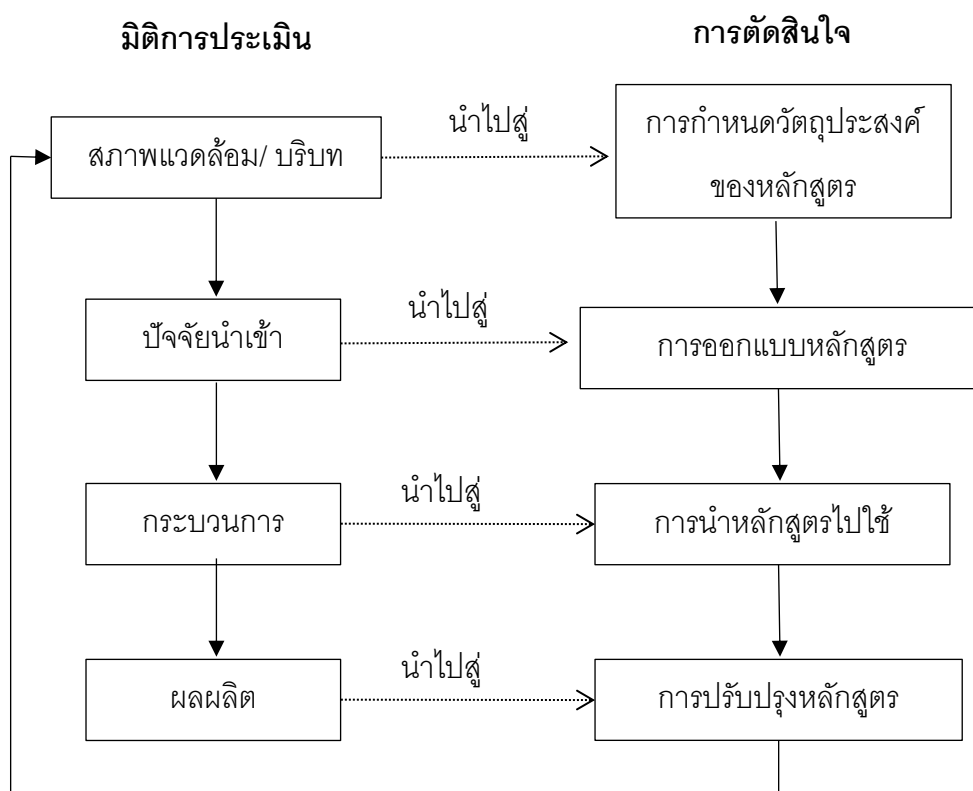 มิติการประเมิน
การตัดสินใจ
สภาพแวดล้อม/ บริบท
นำไปสู่
การกำหนดวัตถุประสงค์
ของหลักสูตร
ปัจจัยนำเข้า
นำไปสู่
การออกแบบหลักสูตร
กระบวนการ
นำไปสู่
การนำหลักสูตรไปใช้
ผลผลิต
นำไปสู่
การปรับปรุงหลักสูตร